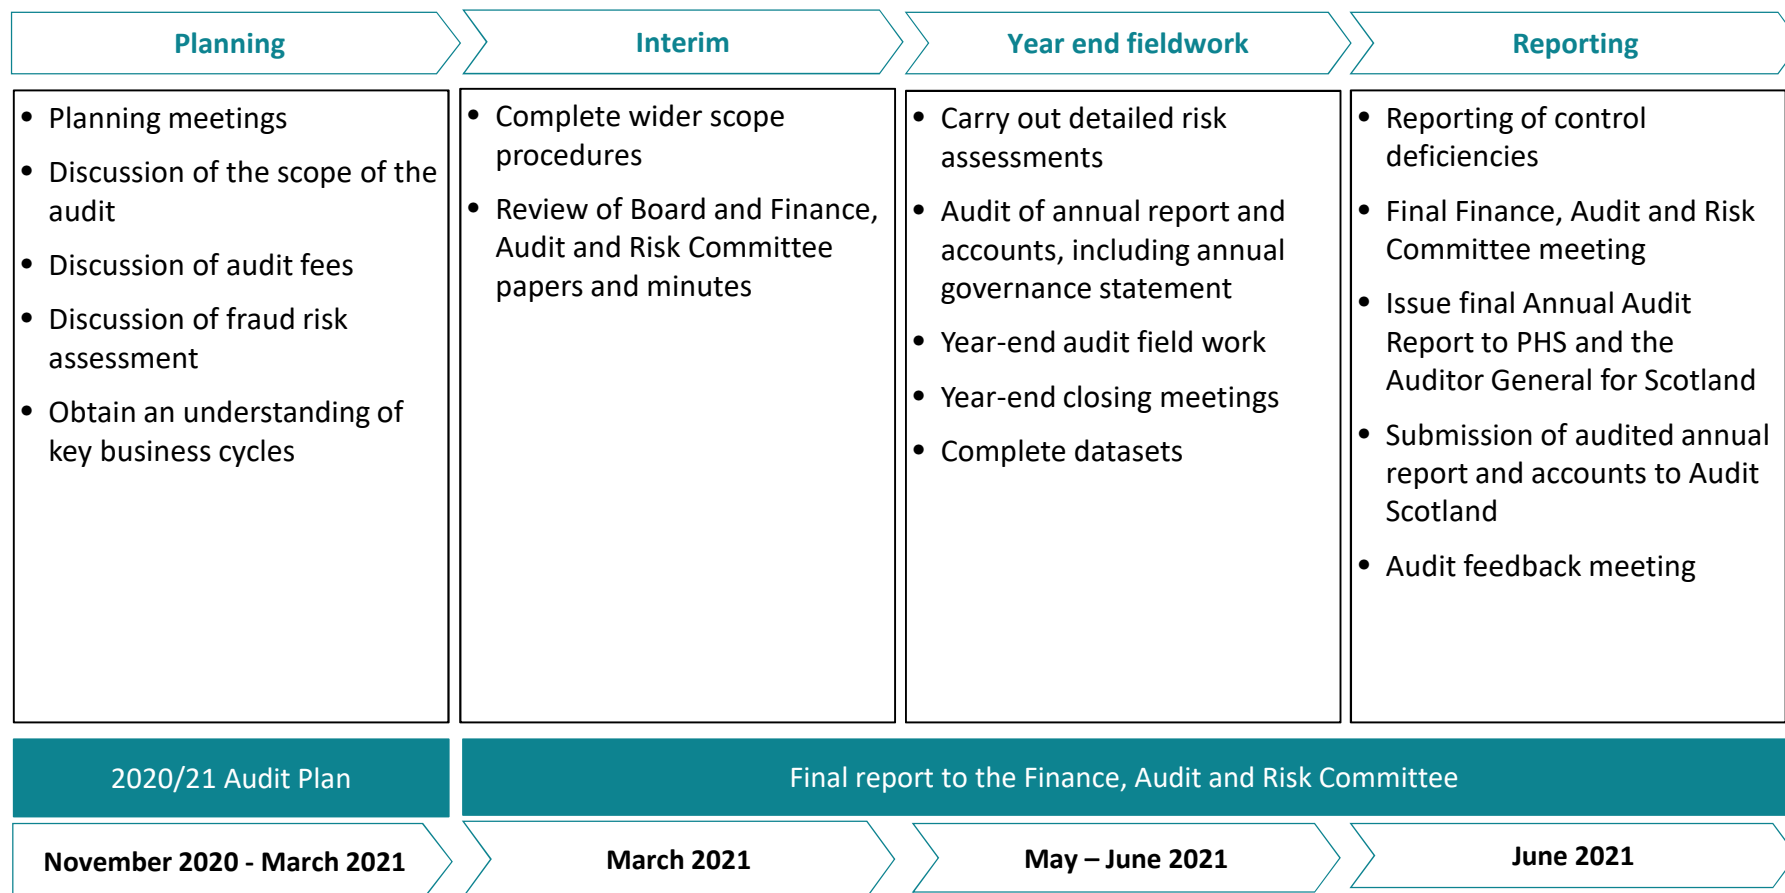 Planning
Interim
Year end fieldwork
Reporting
• Planning meetings
• Discussion of the scope of the
audit
• Discussion of audit fees
• Discussion of fraud risk
assessment
• Obtain an understanding of
key business cycles
• Complete wider scope
procedures
• Review of Board and Finance,
Audit and Risk Committee
papers and minutes
• Carry out detailed risk
assessments
• Audit of annual report and
accounts, including annual
governance statement
• Year-end audit field work
• Year-end closing meetings
• Complete datasets
• Reporting of control
deficiencies
• Final Finance, Audit and Risk
Committee meeting
• Issue final Annual Audit
Report to PHS and the
Auditor General for Scotland
• Submission of audited annual
report and accounts to Audit
Scotland
• Audit feedback meeting
2020/21 Audit Plan
Final report to the Finance, Audit and Risk Committee
November 2020 - March 2021
March 2021
May – June 2021
June 2021